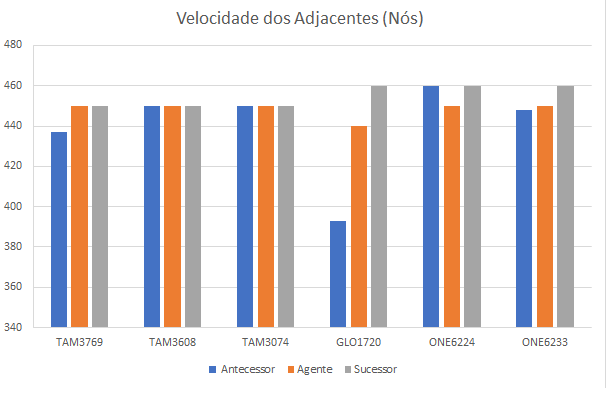 Velocidade dos Adjacentes (Nós)
480
460
440
420
400
380
360
340
TAM3769 TAM3608 TAM3074 GLO1720 ONE6224 ONE6233
Antecessor Agente Sucessor